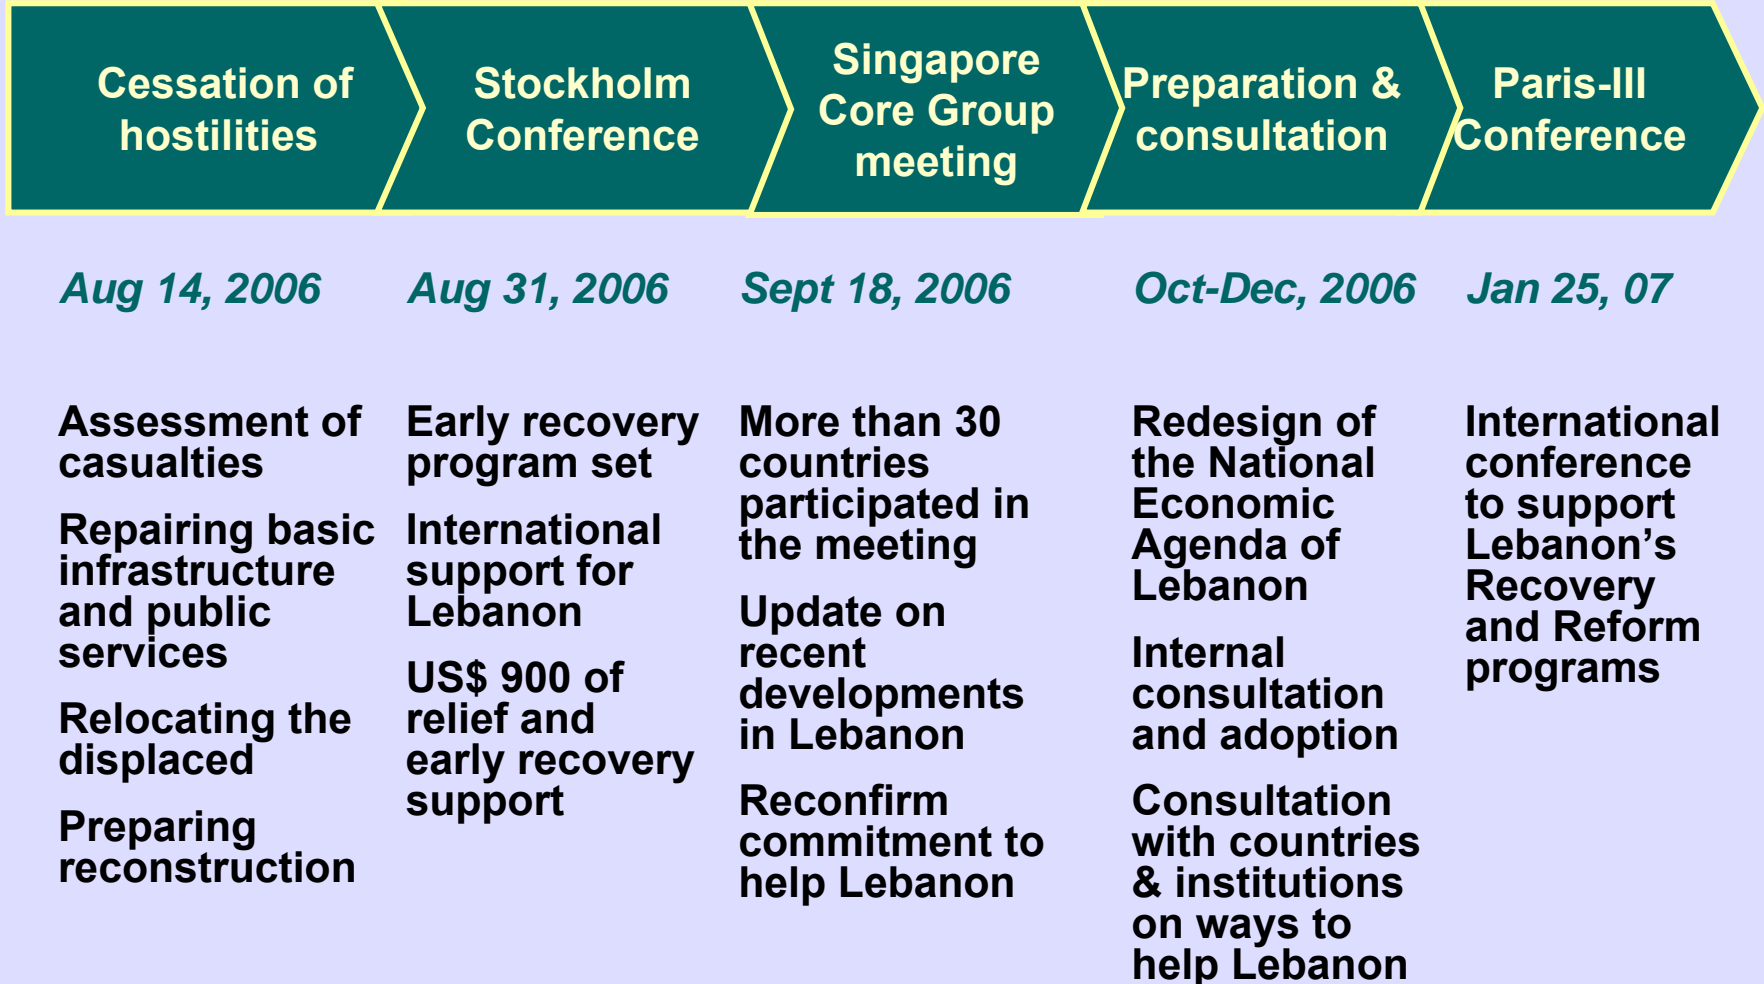 Cessation of
hostilities
Stockholm
Conference
Singapore
Core Group
meeting
Preparation &
consultation
Paris-III
Conference
Aug 14, 2006
Aug 31, 2006
Sept 18, 2006
Oct-Dec, 2006
Jan 25, 07
Assessment of
casualties
Repairing basic
infrastructure
and public
services
Relocating the
displaced
Preparing
reconstruction
Early recovery
program set
International
support for
Lebanon
US$ 900 of
relief and
early recovery
support
More than 30
countries
participated in
the meeting
Update on
recent
developments
in Lebanon
Reconfirm
commitment to
help Lebanon
Redesign of
the National
Economic
Agenda of
Lebanon
Internal
consultation
and adoption
Consultation
with countries
& institutions
on ways to
help Lebanon
International
conference
to support
Lebanon’s
Recovery
and Reform
programs